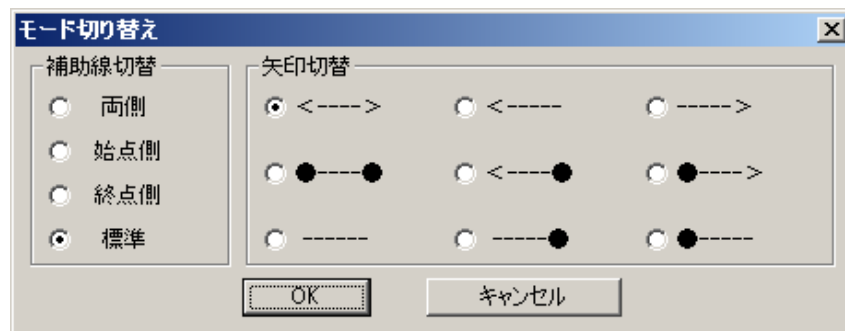 モード切り替え
補助線切替
両側
始点側
終点側
標準
矢印切替
<---->
<-----
----->
●----●
<----●
●---->
------
-----●
●-----
OK
キャンセル